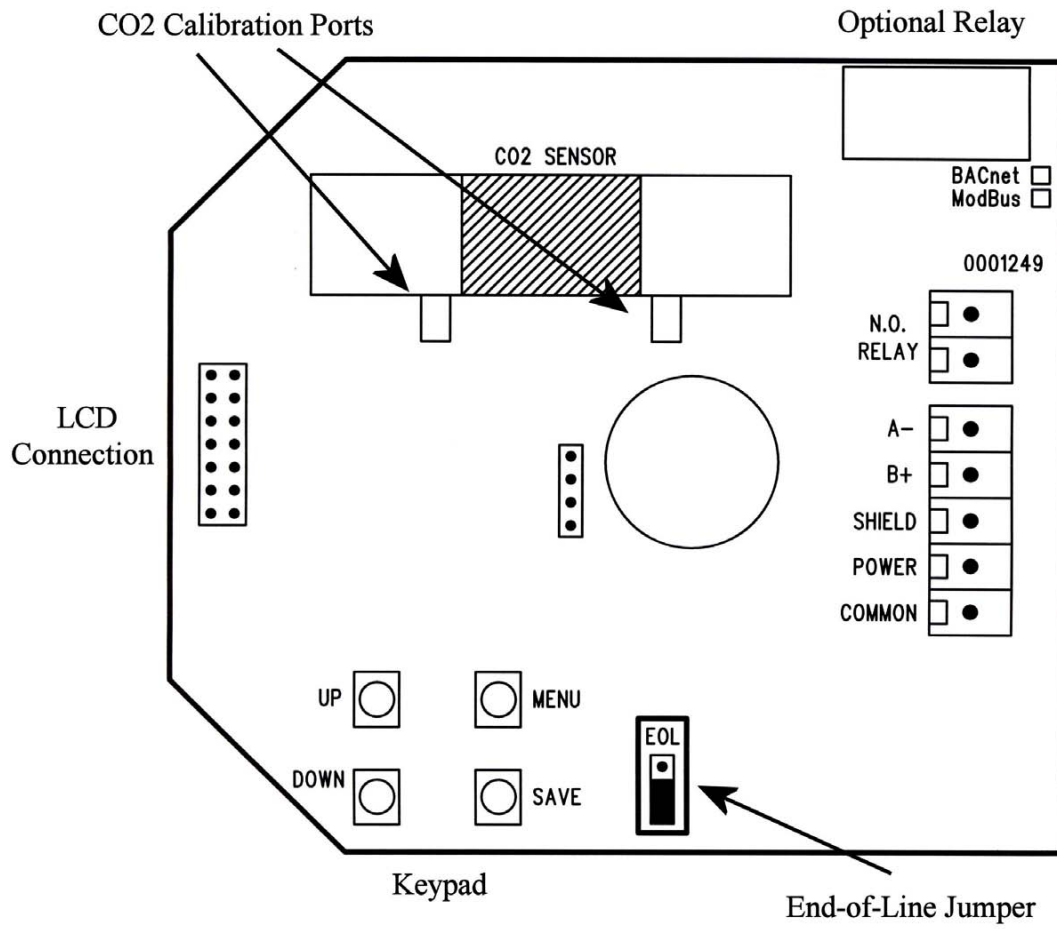 CO2 Calibration Ports
Optional Relay
CO2 SENSOR
BACnet
ModBus
0001249
N.O.
RELAY
LCD
Connection
A-
B+
SHIELD
POWER
COMMON
UP
MENU
EOL
DOWN
SAVE
Keypad
End-of-Line Jumper